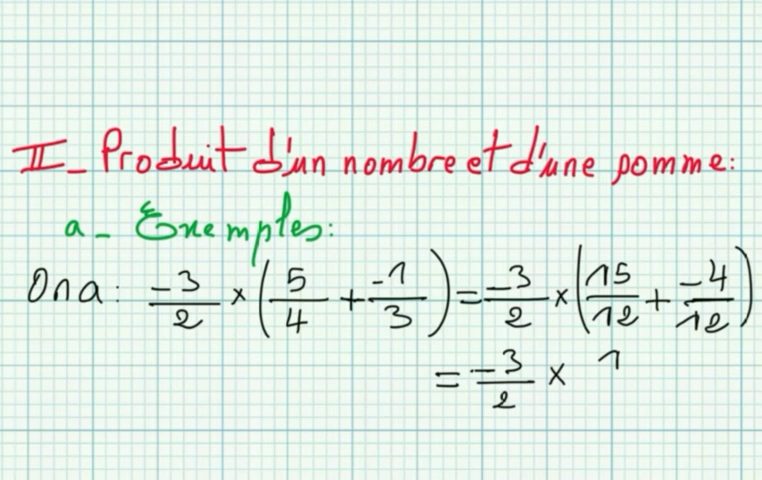 II_ Produit d'un nombre et d'une pomme:
a_ Exemples:
On a: -3/2 × (5/4 + -1/3) = -3/2 × (15/12 + -4/12)
= -3/2 × 1